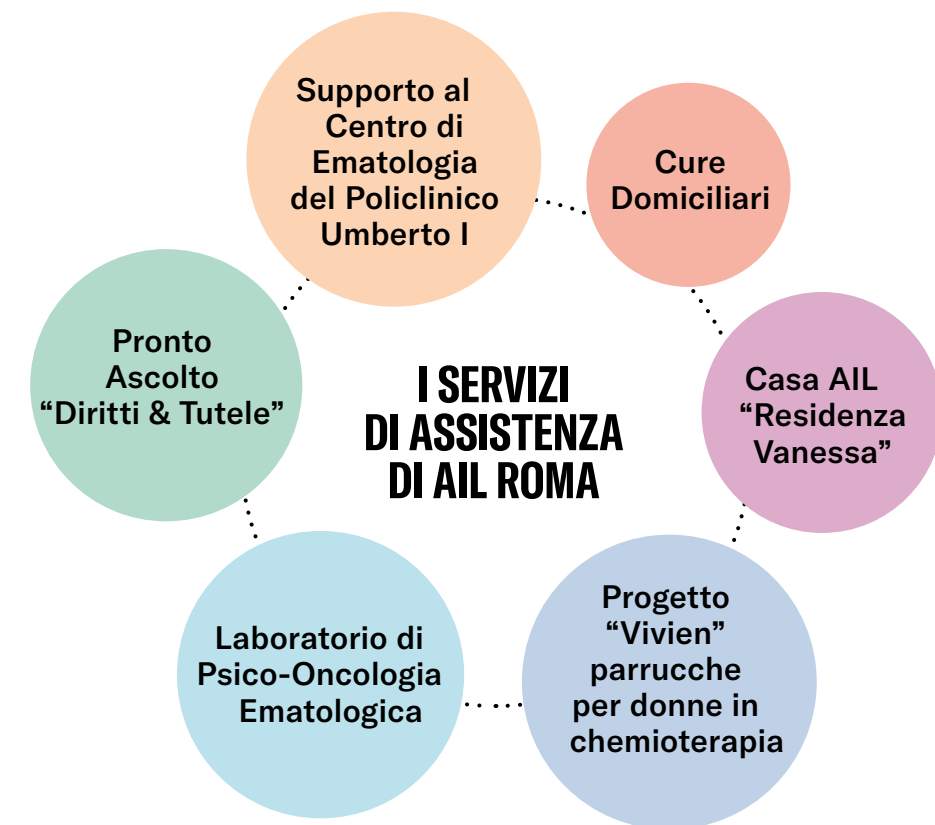 Supporto al
Centro di
Ematologia
del Policlinico
Umberto I
Cure
Domiciliari
Pronto
Ascolto
“Diritti & Tutele”
I SERVIZI
DI ASSISTENZA
DI AIL ROMA
Casa AIL
“Residenza
Vanessa”
Laboratorio di
Psico-Oncologia
Ematologica
Progetto
“Vivien”
parrucche
per donne in
chemioterapia